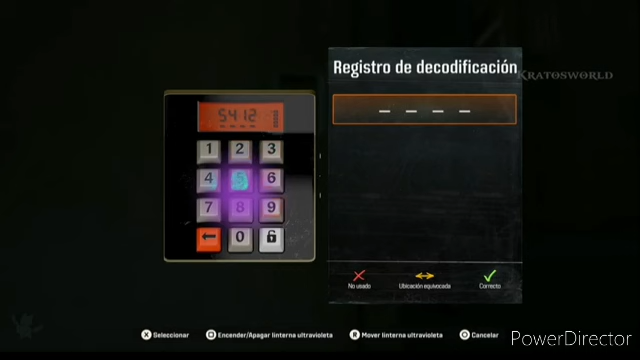 Registro de decodificación
KRATOSWORLD
5412
_ _ _ _
1 2 3
4 5 6
7 8 9
0
No usado
Ubicación equivocada
Correcto
X Seleccionar
Encender/Apagar linterna ultravioleta
R Mover linterna ultravioleta
Cancelar
PowerDirector